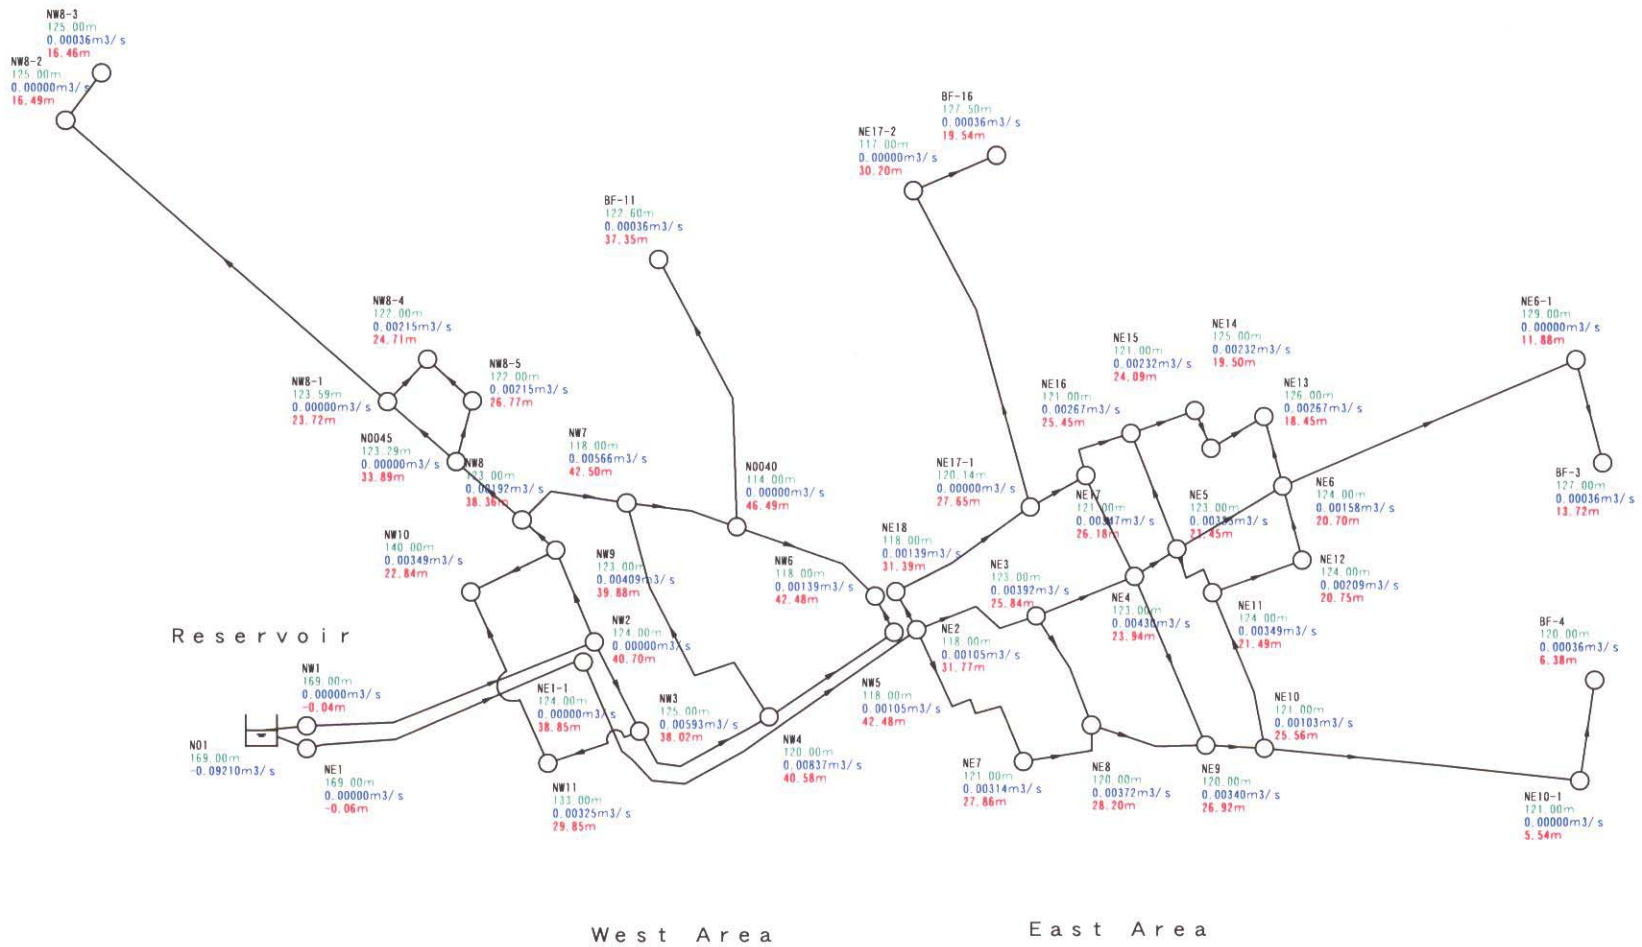 NW8-3
125.00m
0.00036m3/s
16.46m
NW8-2
125.00m
0.00000m3/s
16.49m
BF-16
127.50m
0.00036m3/s
19.54m
NE17-2
117.00m
0.00000m3/s
30.20m
BF-11
122.60m
0.00036m3/s
37.35m
NW8-4
122.00m
0.00215m3/s
24.71m
NW8-5
122.00m
0.00215m3/s
26.77m
NW8-1
123.59m
0.00000m3/s
23.72m
N0045
123.29m
0.00000m3/s
33.89m
NW8
123.00m
0.00192m3/s
38.36m
NW7
118.00m
0.00566m3/s
42.50m
N0040
114.00m
0.00000m3/s
46.49m
NE6-1
129.00m
0.00000m3/s
11.88m
NE14
125.00m
0.00232m3/s
19.50m
NE15
121.00m
0.00232m3/s
24.09m
NE16
121.00m
0.00267m3/s
25.45m
NE13
126.00m
0.00267m3/s
18.45m
BF-3
127.00m
0.00036m3/s
13.72m
NE17-1
120.14m
0.00000m3/s
27.65m
NE17
121.00m
26.18m
NE5
123.00m
NE6
124.00m
0.00158m3/s
20.70m
NE18
118.00m
0.00139m3/s
31.39m
NW10
140.00m
0.00349m3/s
22.84m
NW9
123.00m
0.00409m3/s
39.88m
NW6
118.00m
0.00139m3/s
42.48m
NE3
123.00m
0.00392m3/s
25.84m
NE12
124.00m
0.00209m3/s
20.75m
NE4
123.00m
23.94m
NE11
124.00m
0.00349m3/s
21.49m
Reservoir
NW2
124.00m
0.00000m3/s
40.70m
NE2
118.00m
0.00105m3/s
31.77m
BF-4
120.00m
0.00036m3/s
6.38m
NW1
169.00m
0.00000m3/s
-0.04m
NE1-1
124.00m
0.00000m3/s
38.85m
NW3
125.00m
0.00593m3/s
38.02m
NW5
118.00m
0.00105m3/s
42.48m
NE10
121.00m
0.00103m3/s
25.56m
N01
169.00m
-0.09210m3/s
NE1
169.00m
0.00000m3/s
-0.06m
NW4
120.00m
0.00837m3/s
40.58m
NW11
133.00m
0.00325m3/s
29.85m
NE7
121.00m
0.00314m3/s
27.86m
NE8
120.00m
0.00372m3/s
28.20m
NE9
120.00m
0.00340m3/s
26.92m
NE10-1
121.00m
0.00000m3/s
5.54m
West Area
East Area